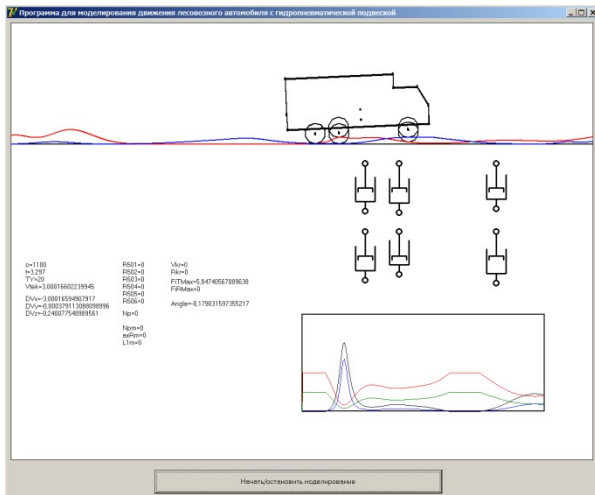 Программа для моделирования движения лесовозного автомобиля с гидропневматической подвеской
o=1100
t=3,297
TY=20
Vtek=3,00016602239945
DVx=3,00016594907917
DVy=-0,000379113088098996
DVz=-0,240077548989561
R501=0
R502=0
R503=0
R504=0
R505=0
R506=0
Np=0
Npm=0
exRm=0
L1m=0
Vkr=0
Rkr=0
FiTMax=5,84740567089638
FiRMax=0
Angle=-0,179031597355217
Начать/остановить моделирование